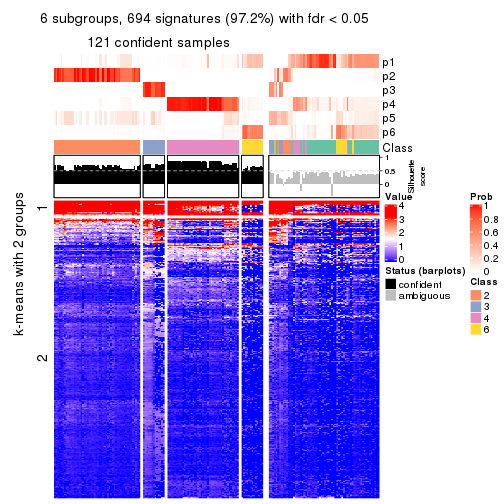 6 subgroups, 694 signatures (97.2%) with fdr < 0.05
121 confident samples
p1
p2
p3
p4
p5
p6
Class
1
0.5
0
Silhouette
score
k-means with 2 groups
1
2
Value
4
3
2
1
0
Status (barplots)
confident
ambiguous
Prob
1
0.8
0.6
0.4
0.2
0
Class
2
3
4
6